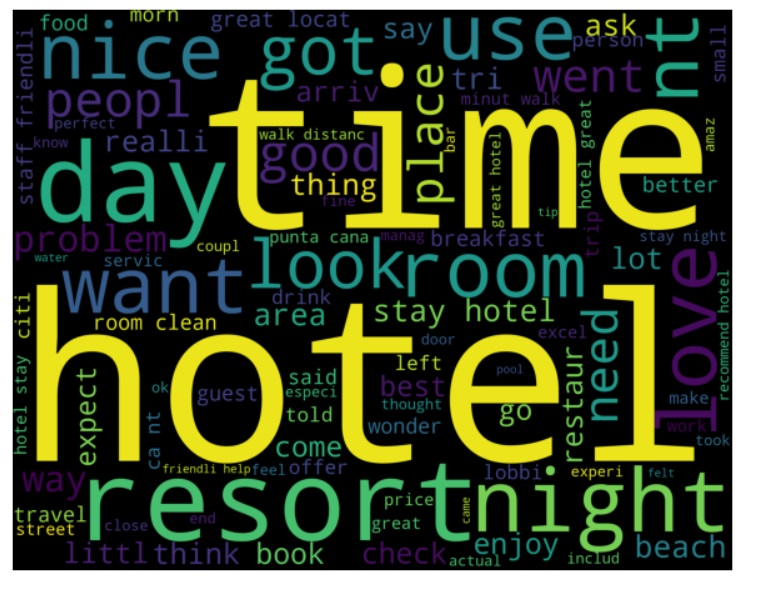 food
morn
great locat
say
use
ask
person
nt
small
friendli
nice
got
tri
went
peopl
arriv
place
minut walk
time
perfect
know
realli
walk distanc
good
bar
amaz
staff
day
thing
fine
great hotel
hotel great
tip
better
problem
coupl
punta cana
manag
breakfast
trip
stay night
water
servic
want
look
room
lot
love
drink
citi
room clean
area
stay hotel
excel
recommend hotel
hotel
door
need
left
pool
hotel stay
expect
ok
guest
said
especi
best
thought
go
restaur
make
told
wonder
work
ca nt
come
took
way
friendli help
feel
offer
lobbi
experi
felt
resort
night
travel
street
close
end
price
great
came
littl
think
book
check
actual
enjoy
includ
beach